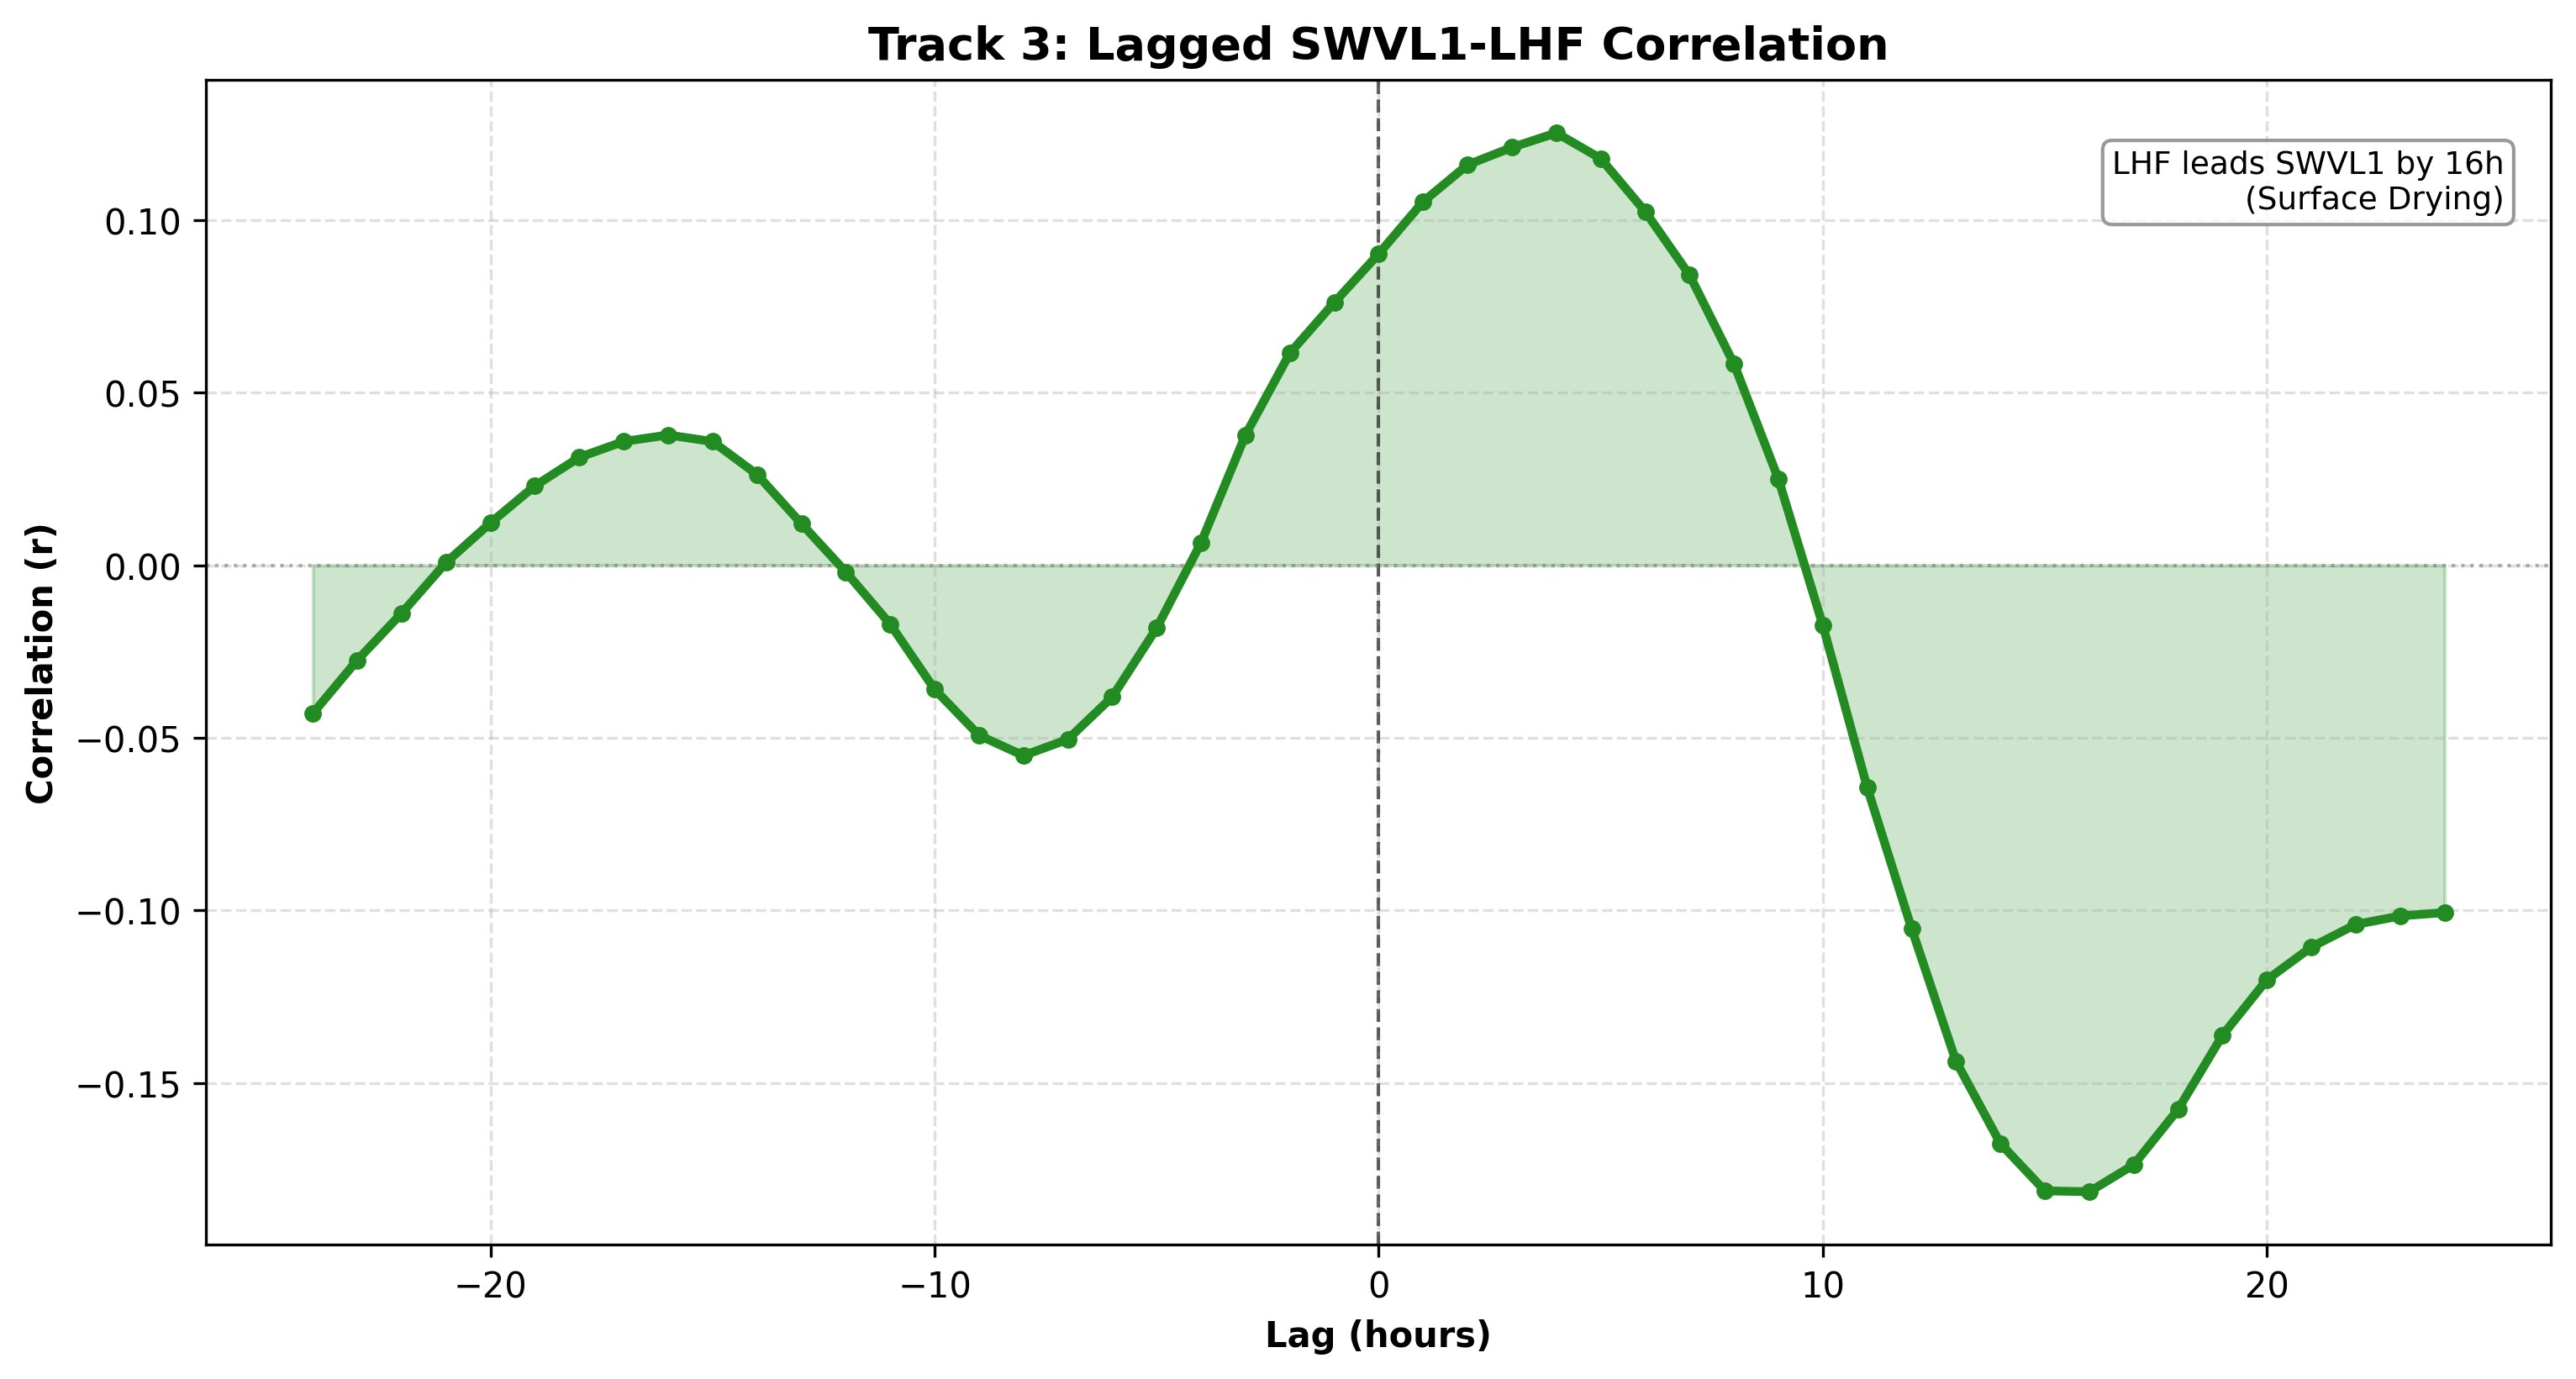 Track 3: Lagged SWVL1-LHF Correlation
LHF leads SWVL1 by 16h
(Surface Drying)
0.10
0.05
0.00
−0.05
−0.10
−0.15
Correlation (r)
−20
−10
0
10
20
Lag (hours)